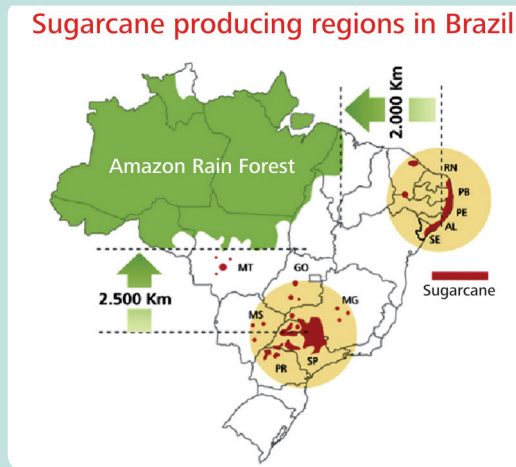 Sugarcane producing regions in Brazil
2.000 Km
Amazon Rain Forest
RN
PB
PE
AL
SE
MT
GO
Sugarcane
2.500 Km
MS
MG
PR
SP